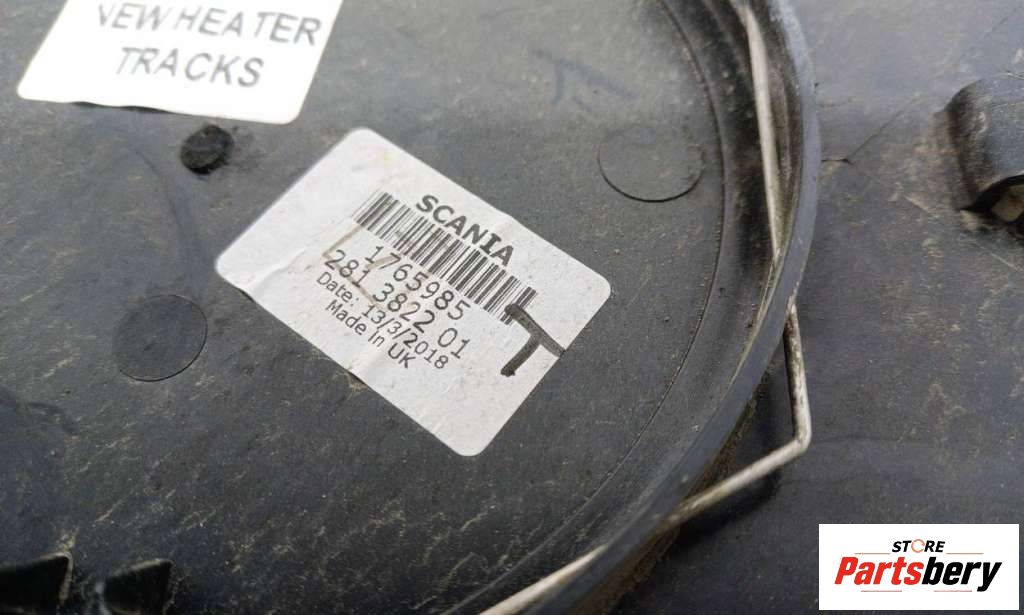 NEW HEATER
TRACKS
SCANIA
1765985
281 3822 01
Date: 13/3/2018
Made In UK
STORE
Partsbery